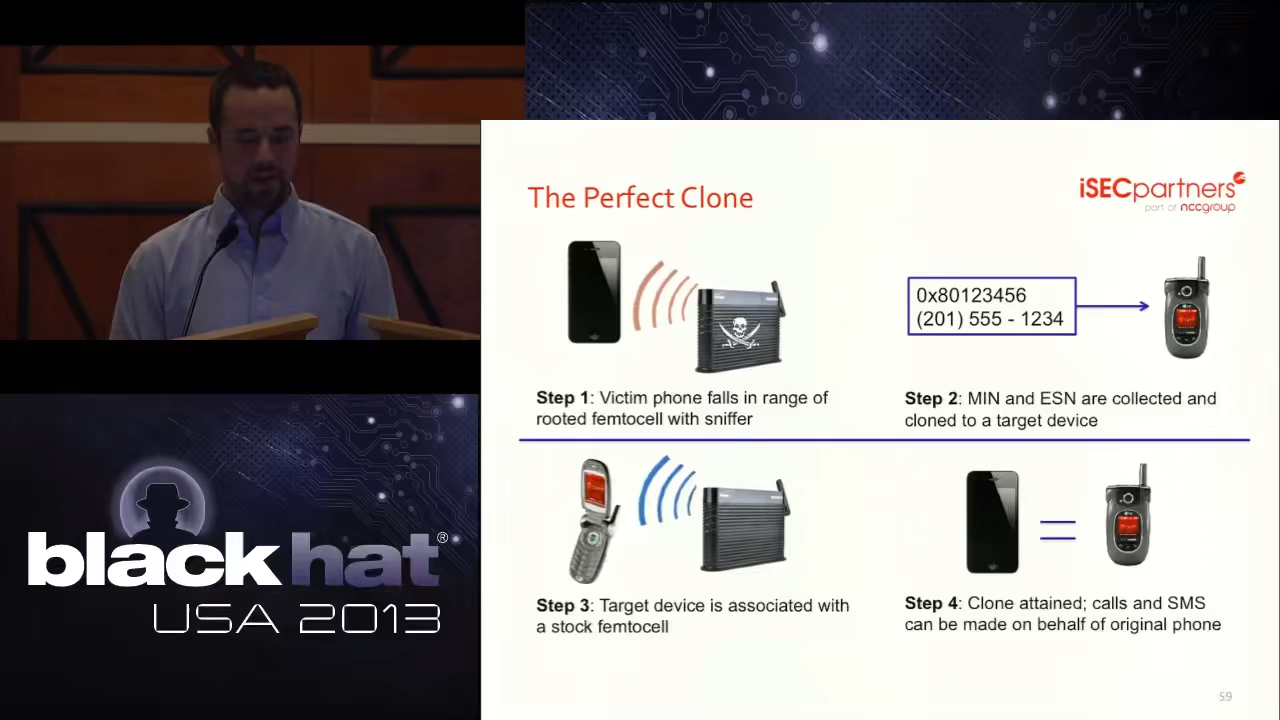 The Perfect Clone
iSECpartners
part of nccgroup
0x80123456
(201) 555 - 1234
Step 1: Victim phone falls in range of
rooted femtocell with sniffer
Step 2: MIN and ESN are collected and
cloned to a target device
Step 3: Target device is associated with
a stock femtocell
Step 4: Clone attained; calls and SMS
can be made on behalf of original phone
59
blackhat®
USA 2013